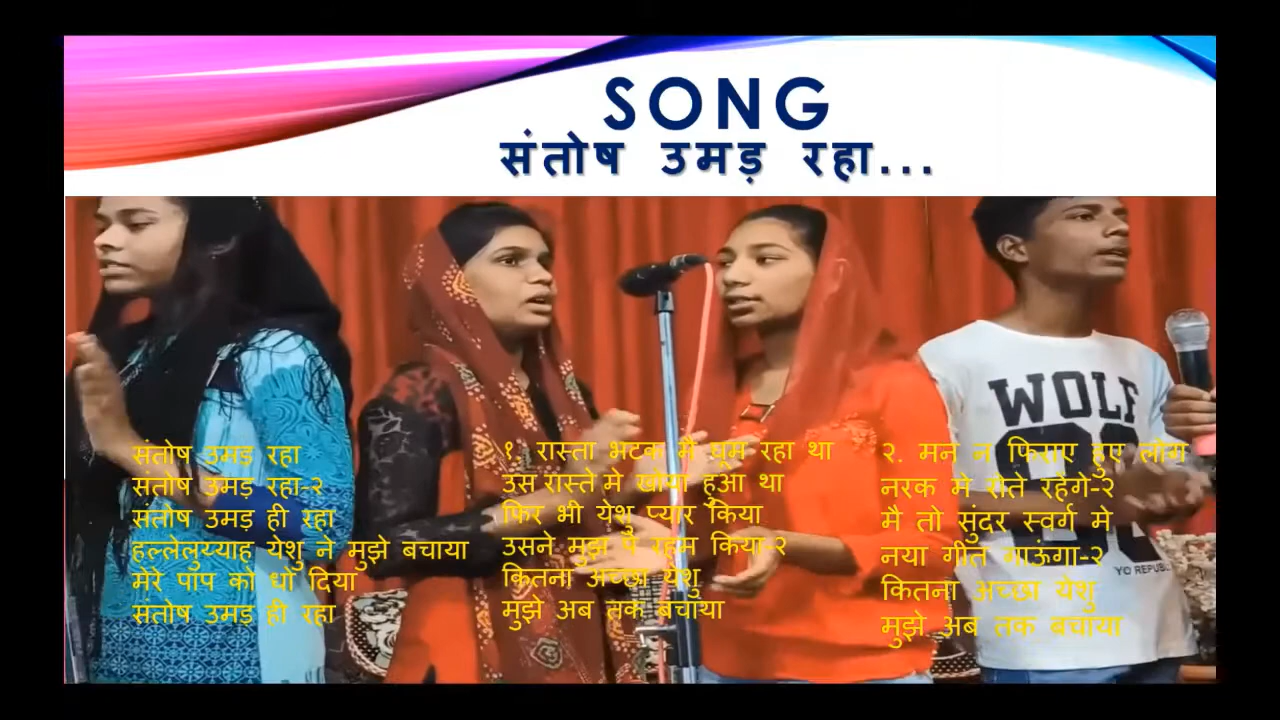 SONG
संतोष उमड़ रहा...
संतोष उमड़ रहा
संतोष उमड़ रहा-२
संतोष उमड़ ही रहा
हल्लेलुय्याह येशु ने मुझे बचाया
मेरे पाप को धो दिया
संतोष उमड़ ही रहा
१. रास्ता भटक मै घूम रहा था
उस रास्ते मे खोया हुआ था
फिर भी येशु प्यार किया
उसने मुझ पे रहम किया-२
कितना अच्छा येशु
मुझे अब तक बचाया
२. मन न फिराए हुए लोग
नरक मे रोते रहेंगे-२
मै तो सुंदर स्वर्ग मे
नया गीत गाऊंगा-२
कितना अच्छा येशु
मुझे अब तक बचाया
WOLF
YO REPUBL